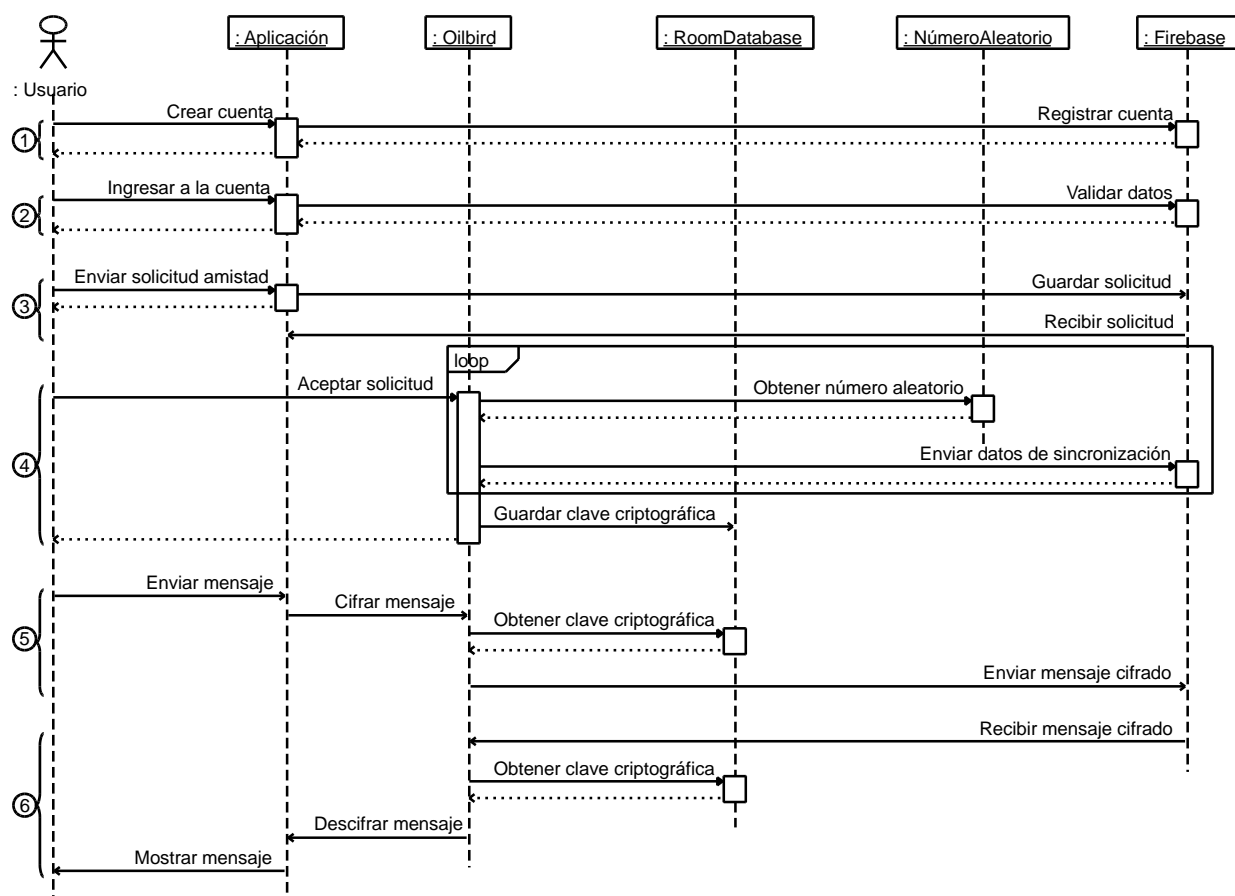 : Usuario
: Aplicación
: Oilbird
: RoomDatabase
: NúmeroAleatorio
: Firebase
1
Crear cuenta
Registrar cuenta
2
Ingresar a la cuenta
Validar datos
3
Enviar solicitud amistad
Guardar solicitud
Recibir solicitud
loop
4
Aceptar solicitud
Obtener número aleatorio
Enviar datos de sincronización
Guardar clave criptográfica
5
Enviar mensaje
Cifrar mensaje
Obtener clave criptográfica
Enviar mensaje cifrado
6
Recibir mensaje cifrado
Obtener clave criptográfica
Descifrar mensaje
Mostrar mensaje